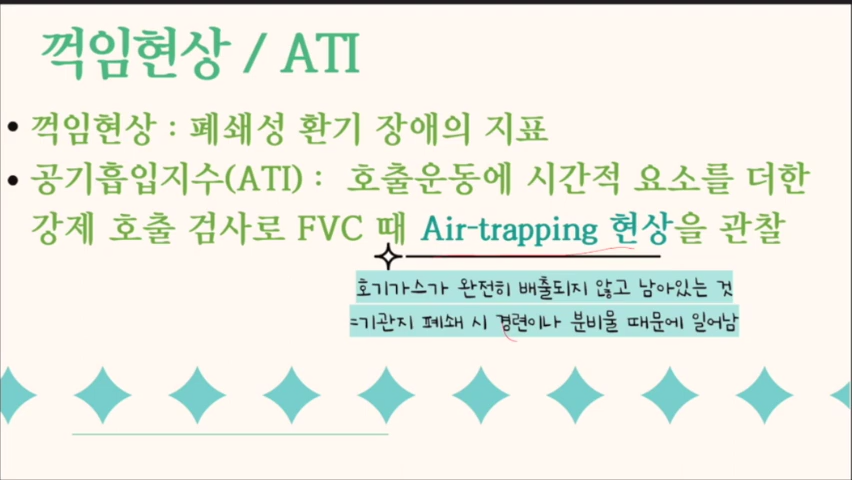 꺽임현상 / ATI
• 꺽임현상 : 폐쇄성 환기 장애의 지표
• 공기흡입지수(ATI) : 호출운동에 시간적 요소를 더한
강제 호출 검사로 FVC 때 Air-trapping 현상을 관찰
호기가스가 완전히 배출되지 않고 남아있는 것
=기관지 폐쇄 시 경련이나 분비물 때문에 일어남